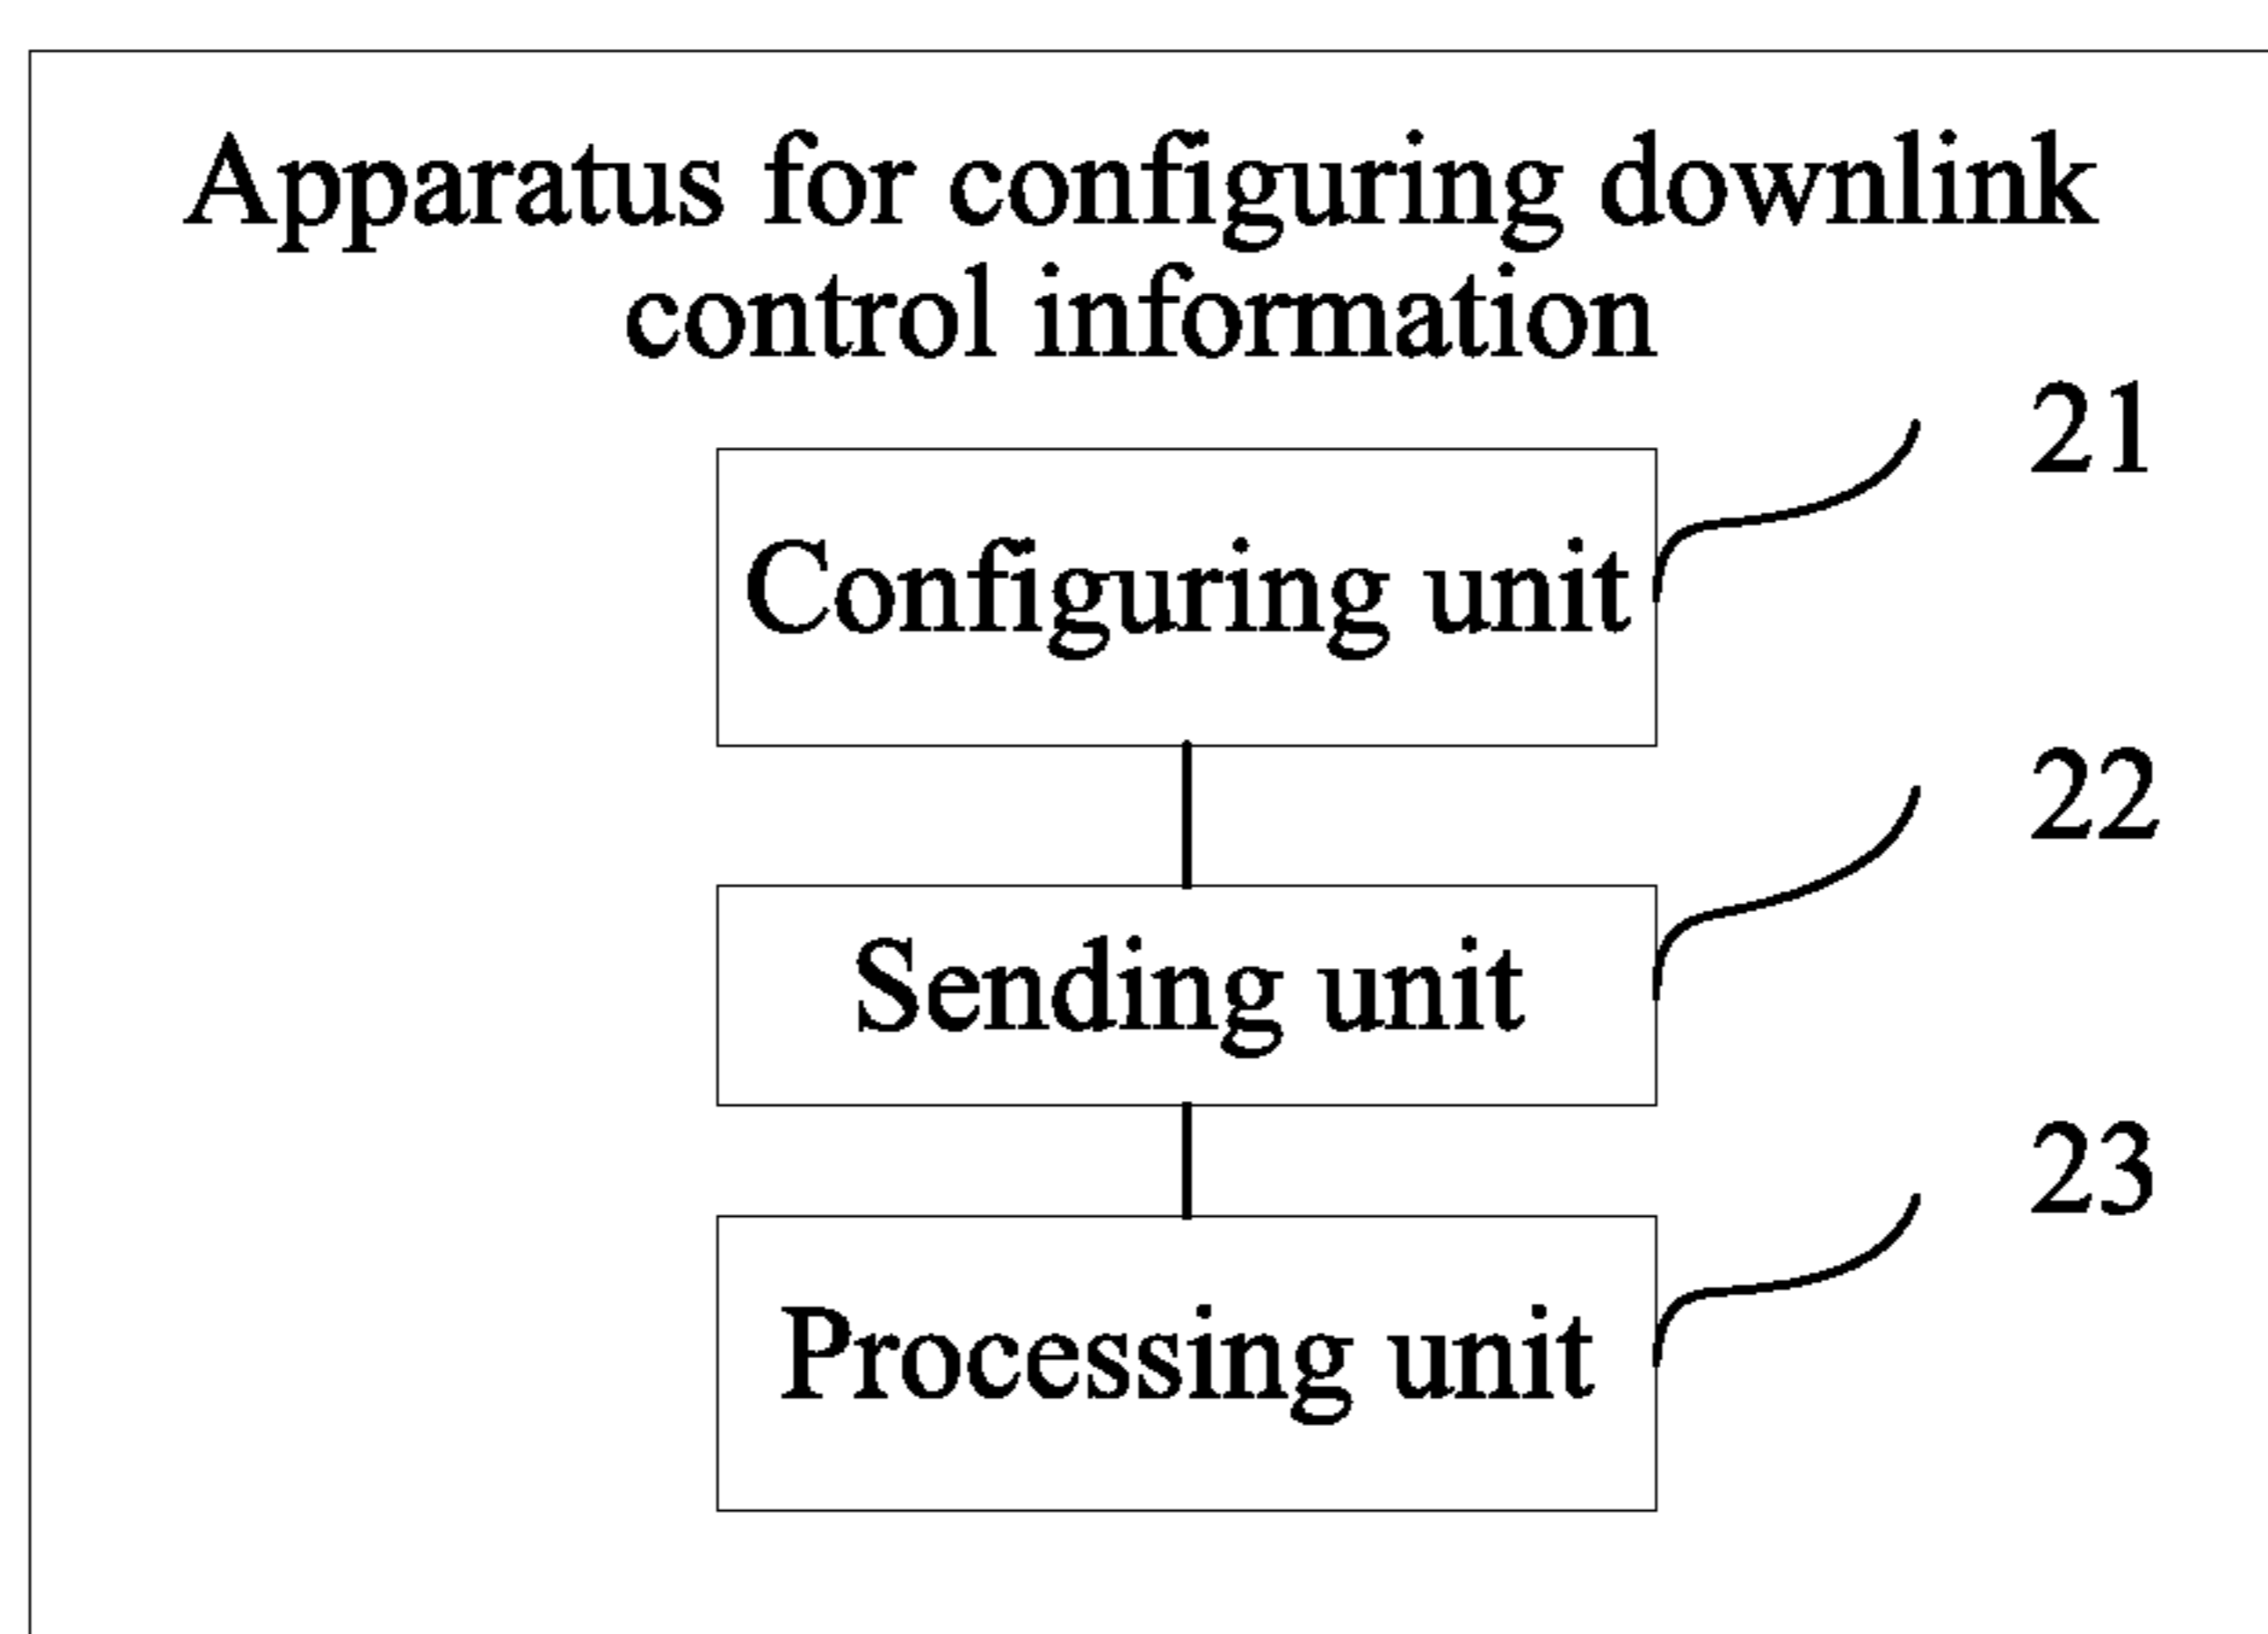 Apparatus for configuring downlink
control information
21
Configuring unit
22
Sending unit
23
Processing unit